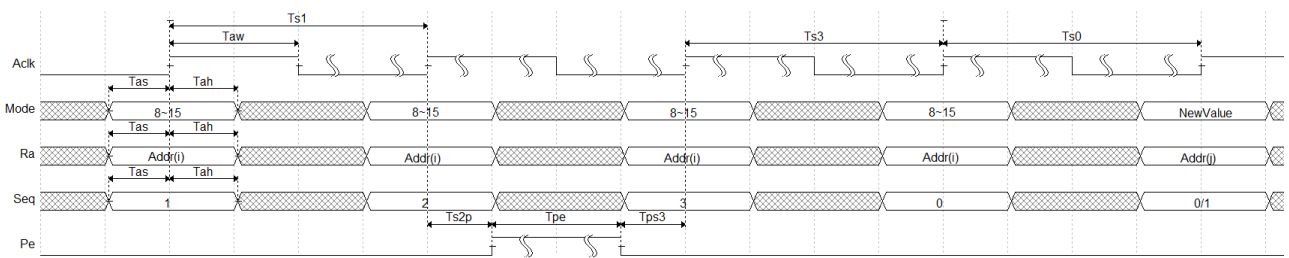 Ts1
Taw Ts3 Ts0
Aclk
Tas Tah
Mode 8~15 8~15 8~15 8~15 NewValue
Tas Tah
Ra Addr(i) Addr(i) Addr(i) Addr(i) Addr(j)
Tas Tah
Seq 1 2 3 0 0/1
Ts2p Tpe Tps3
Pe